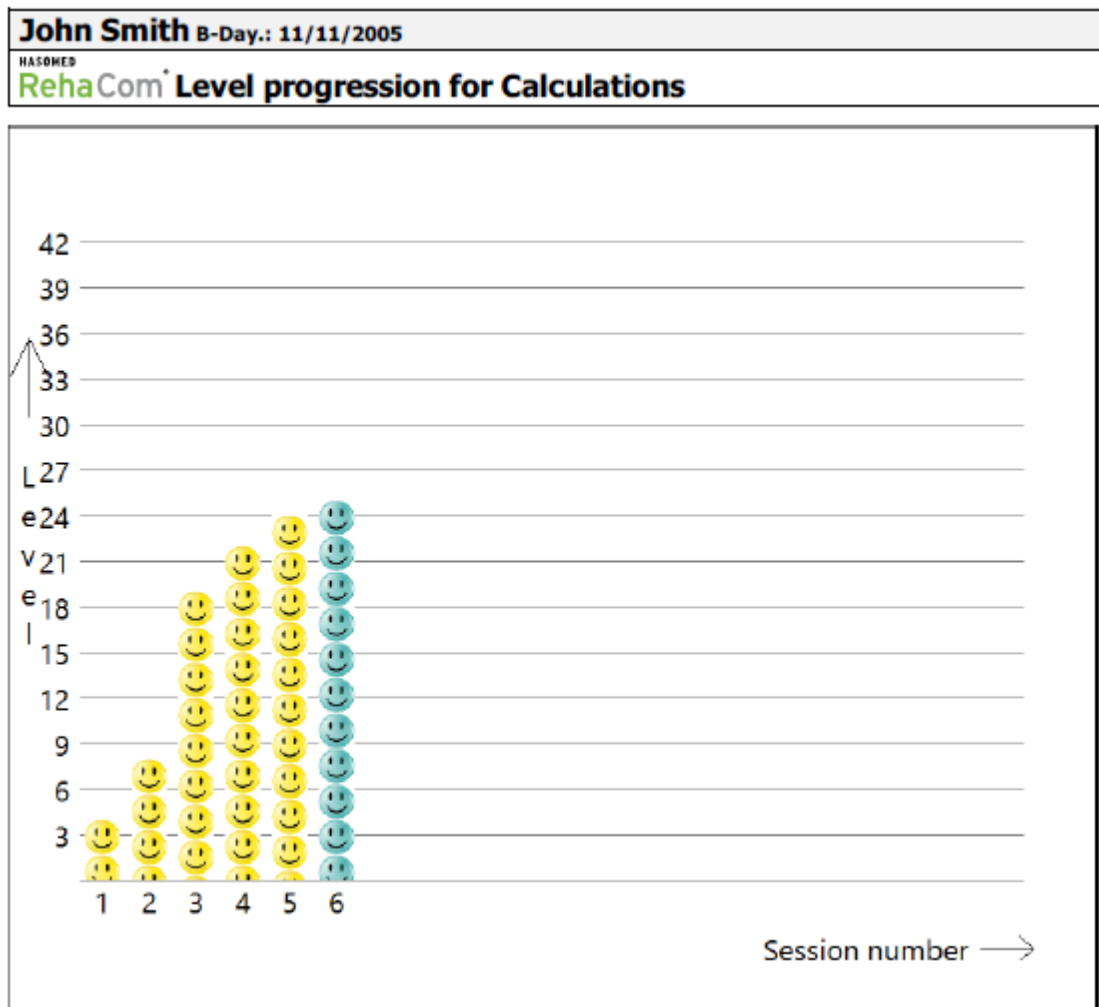 John Smith B-Day.: 11/11/2005
HASOMED
RehaCom® Level progression for Calculations
42
39
36
33
30
27
24
21
18
15
12
9
6
3
Level
1 2 3 4 5 6
Session number